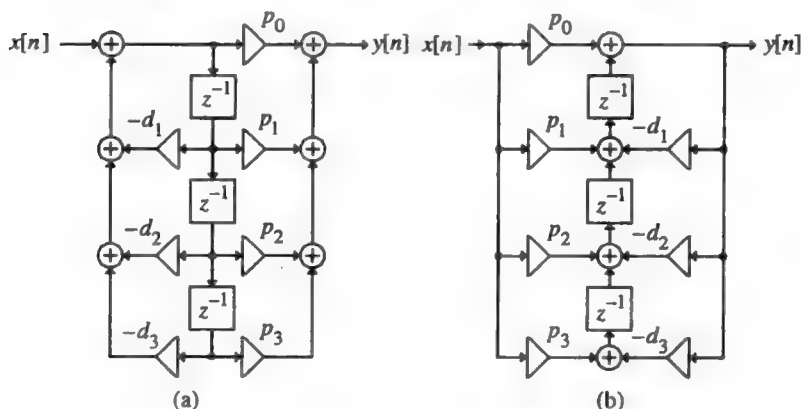 p₀ p₀
x[n] y[n] x[n] y[n]
z⁻¹ z⁻¹
−d₁ p₁ p₁ −d₁
z⁻¹ z⁻¹
−d₂ p₂ p₂ −d₂
z⁻¹ z⁻¹
−d₃ p₃ p₃ −d₃
(a) (b)